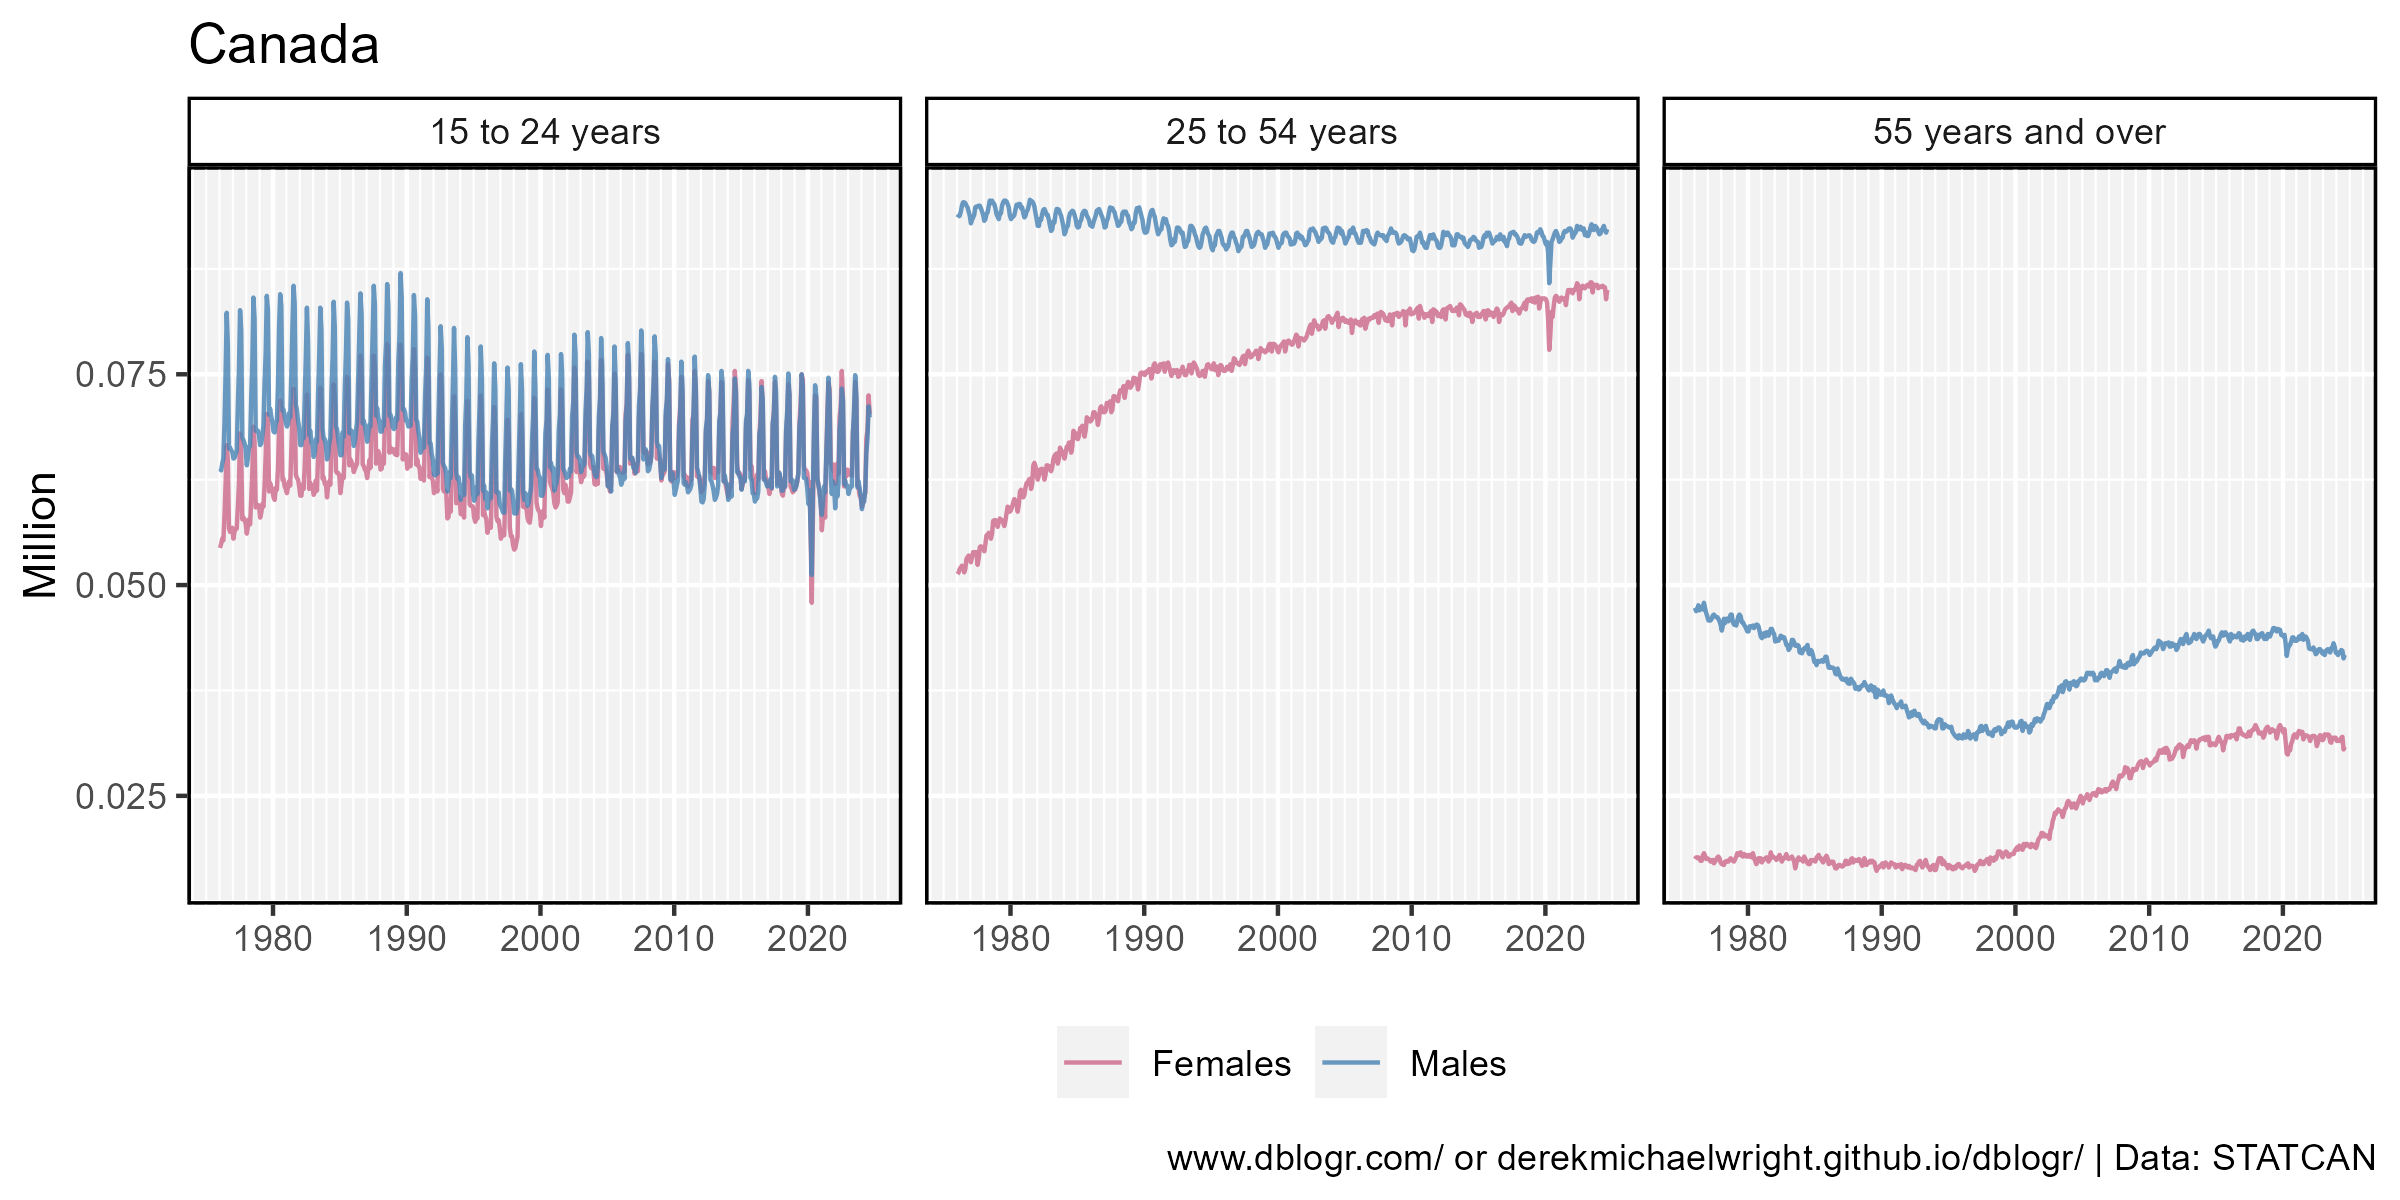 Canada
15 to 24 years
25 to 54 years
55 years and over
Million
0.075
0.050
0.025
1980 1990 2000 2010 2020
1980 1990 2000 2010 2020
1980 1990 2000 2010 2020
Females Males
www.dblogr.com/ or derekmichaelwright.github.io/dblogr/ | Data: STATCAN